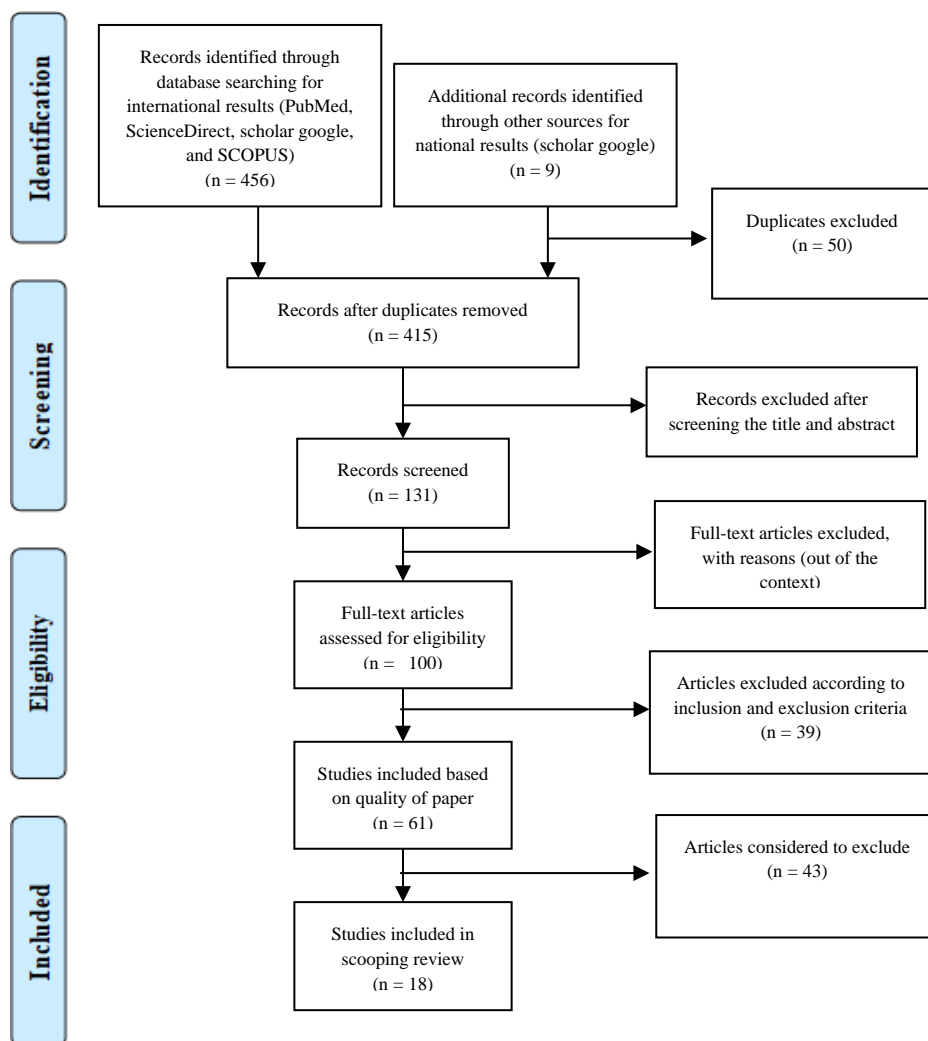 Identification
Records identified through
database searching for
international results (PubMed,
ScienceDirect, scholar google,
and SCOPUS)
(n = 456)
Additional records identified
through other sources for
national results (scholar google)
(n = 9)
Duplicates excluded
(n = 50)
Screening
Records after duplicates removed
(n = 415)
Records excluded after
screening the title and abstract
Records screened
(n = 131)
Eligibility
Full-text articles excluded,
with reasons (out of the
context)
Full-text articles
assessed for eligibility
(n = 100)
Articles excluded according to
inclusion and exclusion criteria
(n = 39)
Studies included based
on quality of paper
(n = 61)
Included
Articles considered to exclude
(n = 43)
Studies included in
scooping review
(n = 18)